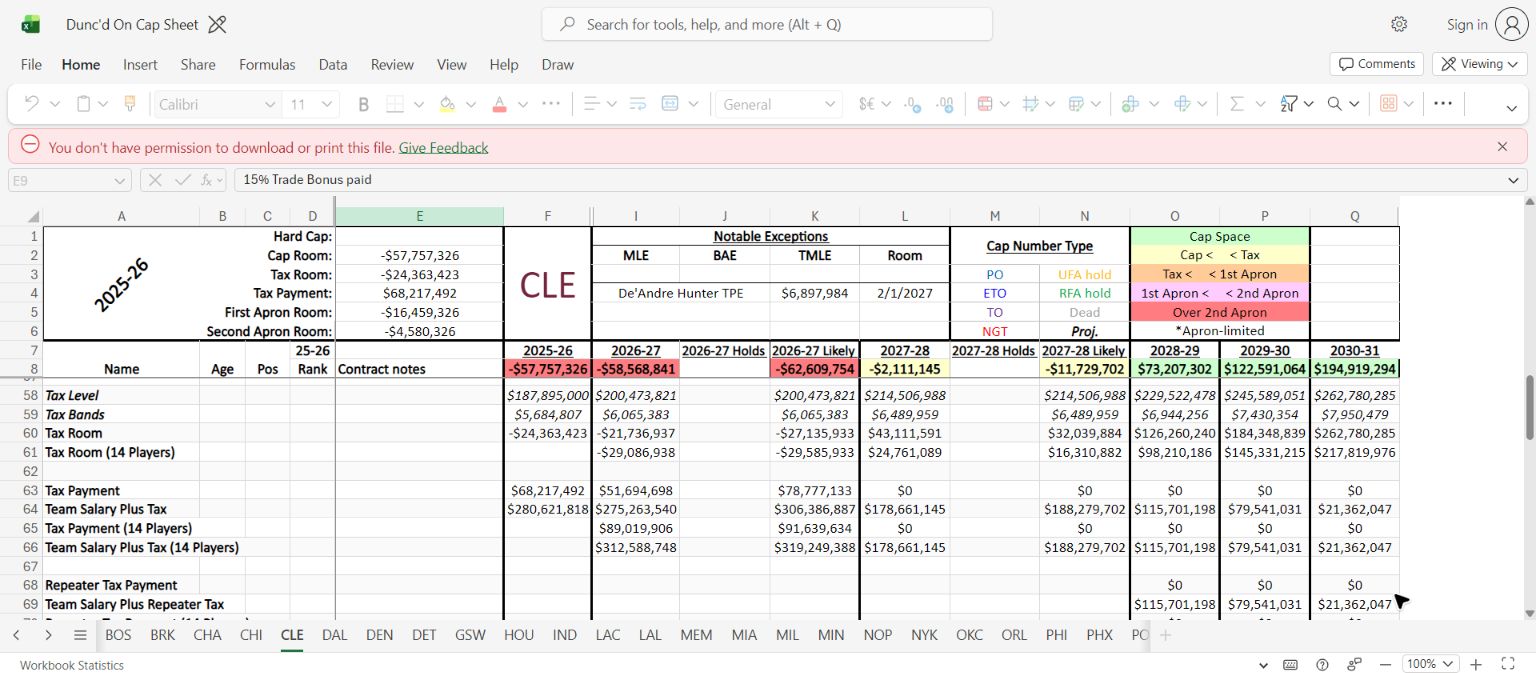 Dunc'd On Cap Sheet
Search for tools, help, and more (Alt + Q)
Sign in
File Home Insert Share Formulas Data Review View Help Draw
Comments Viewing
Calibri 11 B A General $€ .0 .00
You don't have permission to download or print this file. Give Feedback
E9 fx 15% Trade Bonus paid
A B C D E F I J K L M N O P Q
1 2025-26 Hard Cap: CLE Notable Exceptions Cap Number Type Cap Space
2 Cap Room: -$57,757,326 MLE BAE TMLE Room Cap < < Tax
3 Tax Room: -$24,363,423 PO UFA hold Tax < < 1st Apron
4 Tax Payment: $68,217,492 De'Andre Hunter TPE $6,897,984 2/1/2027 ETO RFA hold 1st Apron < < 2nd Apron
5 First Apron Room: -$16,459,326 TO Dead Over 2nd Apron
6 Second Apron Room: -$4,580,326 NGT Proj. *Apron-limited
7 25-26 2025-26 2026-27 2026-27 Holds 2026-27 Likely 2027-28 2027-28 Holds 2027-28 Likely 2028-29 2029-30 2030-31
8 Name Age Pos Rank Contract notes -$57,757,326 -$58,568,841 -$62,609,754 -$2,111,145 -$11,729,702 $73,207,302 $122,591,064 $194,919,294
58 Tax Level $187,895,000 $200,473,821 $200,473,821 $214,506,988 $214,506,988 $229,522,478 $245,589,051 $262,780,285
59 Tax Bands $5,684,807 $6,065,383 $6,065,383 $6,489,959 $6,489,959 $6,944,256 $7,430,354 $7,950,479
60 Tax Room -$24,363,423 -$21,736,937 -$27,135,933 $43,111,591 $32,039,884 $126,260,240 $184,348,839 $262,780,285
61 Tax Room (14 Players) -$29,086,938 -$29,585,933 $24,761,089 $16,310,882 $98,210,186 $145,331,215 $217,819,976
62
63 Tax Payment $68,217,492 $51,694,698 $78,777,133 $0 $0 $0 $0 $0
64 Team Salary Plus Tax $280,621,818 $275,263,540 $306,386,887 $178,661,145 $188,279,702 $115,701,198 $79,541,031 $21,362,047
65 Tax Payment (14 Players) $89,019,906 $91,639,634 $0 $0 $0 $0 $0
66 Team Salary Plus Tax (14 Players) $312,588,748 $319,249,388 $178,661,145 $188,279,702 $115,701,198 $79,541,031 $21,362,047
67
68 Repeater Tax Payment $0 $0 $0
69 Team Salary Plus Repeater Tax $115,701,198 $79,541,031 $21,362,047
BOS BRK CHA CHI CLE DAL DEN DET GSW HOU IND LAC LAL MEM MIA MIL MIN NOP NYK OKC ORL PHI PHX PO
Workbook Statistics 100%